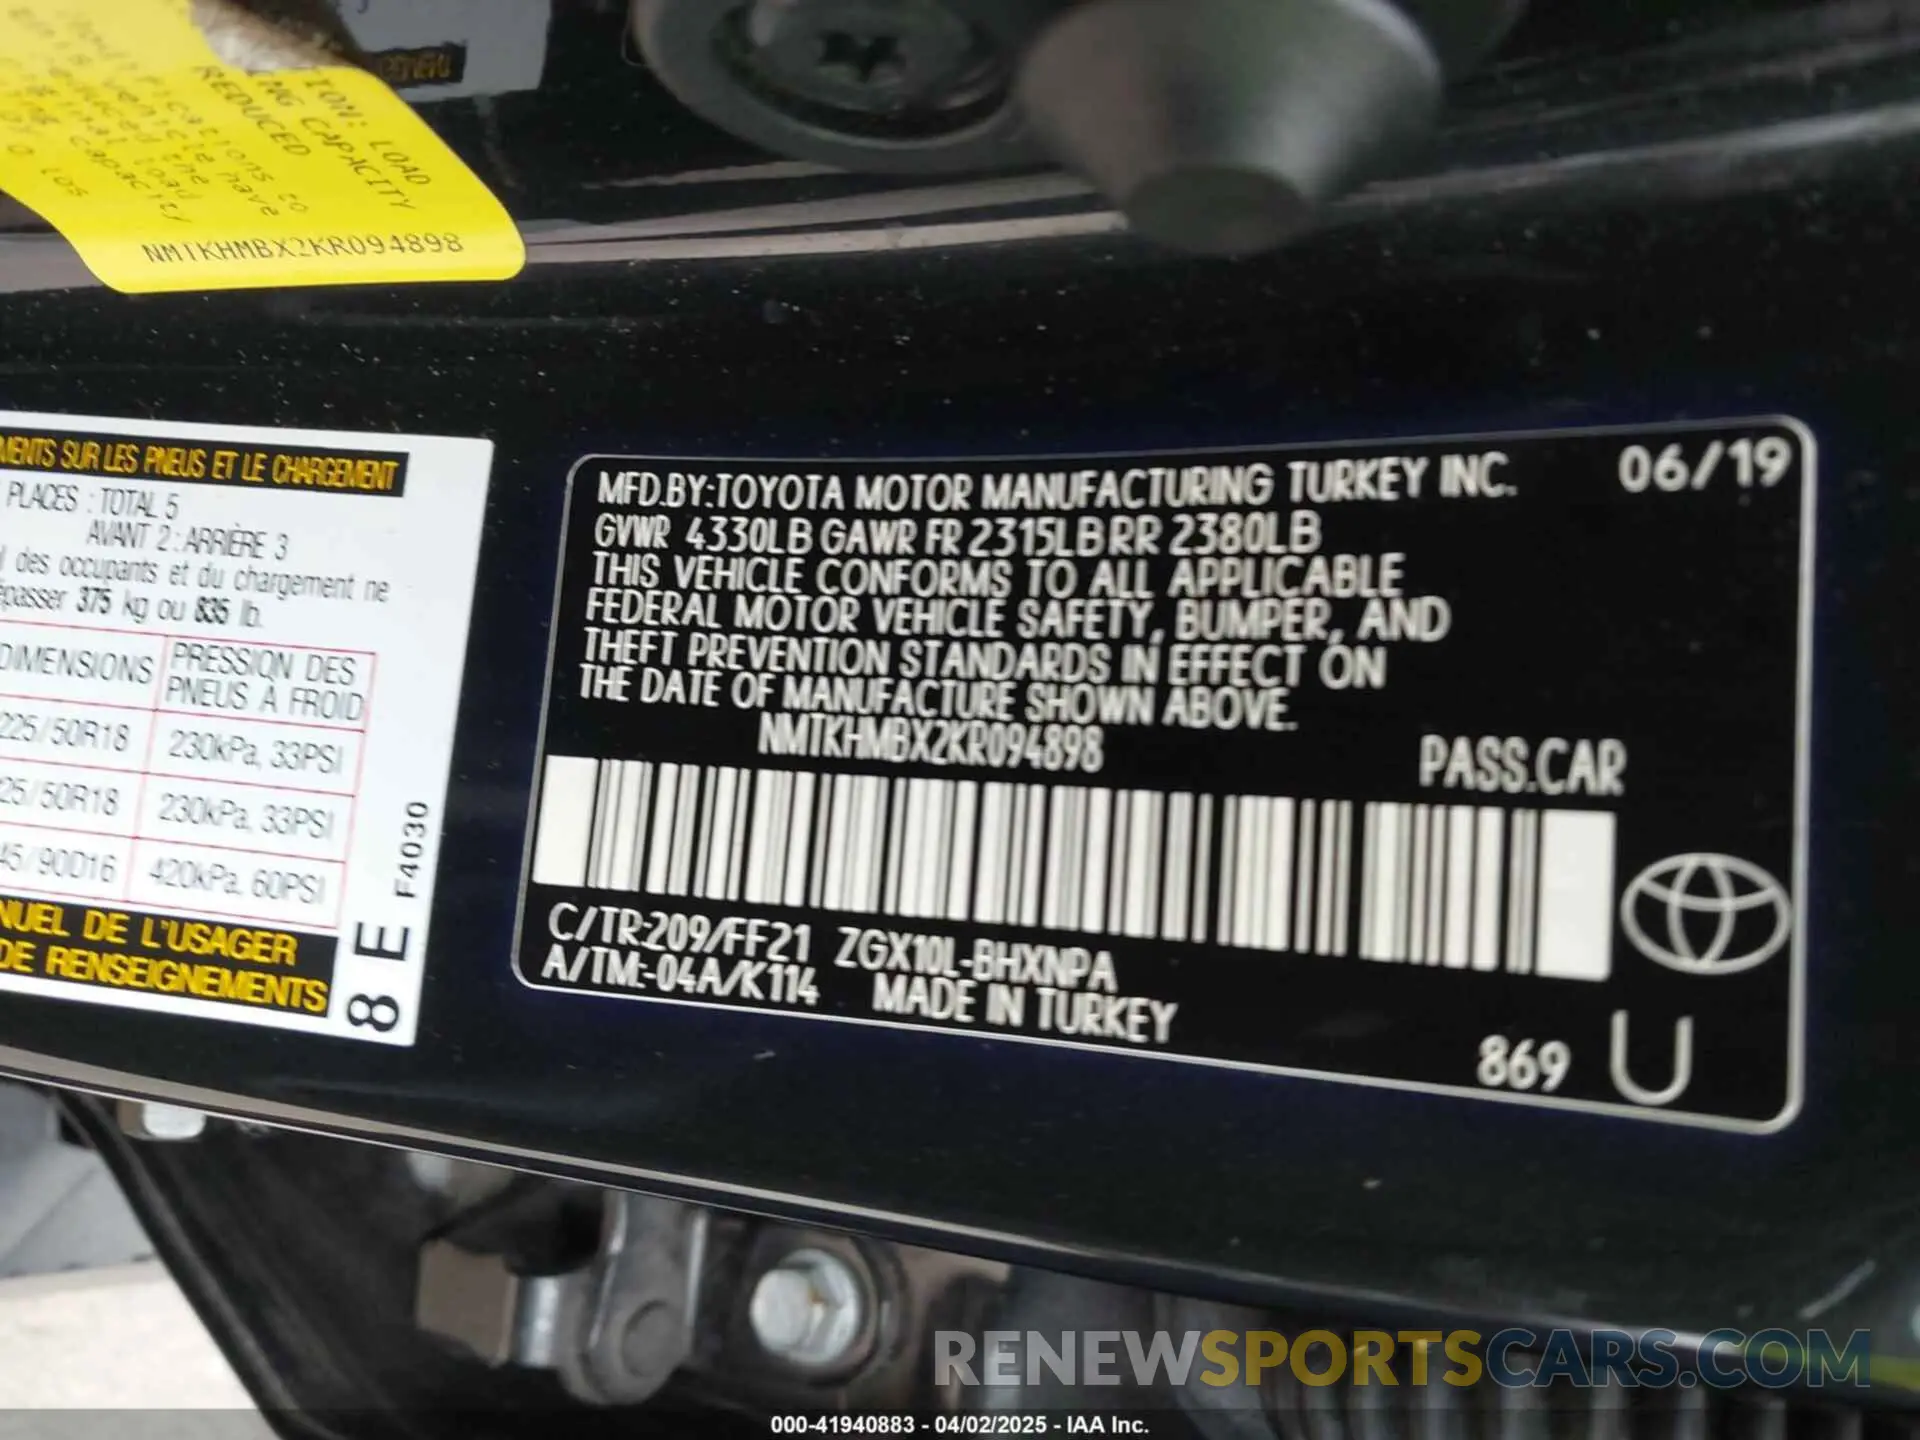 ION: LOAD
ING CAPACITY
REDUCED
NMTKHMBX2KR094898
MENTS SUR LES PNEUS ET LE CHARGEMENT
PLACES : TOTAL 5
AVANT 2 : ARRIÈRE 3
l des occupants et du chargement ne
épasser 375 kg ou 835 lb.
DIMENSIONS PRESSION DES PNEUS À FROID
225/50R18 230kPa, 33PSI
25/50R18 230kPa, 33PSI
45/90D16 420kPa, 60PSI
NUEL DE L'USAGER
DE RENSEIGNEMENTS
8 E F4030
MFD.BY:TOYOTA MOTOR MANUFACTURING TURKEY INC. 06/19
GVWR 4330LB GAWR FR 2315LB RR 2380LB
THIS VEHICLE CONFORMS TO ALL APPLICABLE
FEDERAL MOTOR VEHICLE SAFETY, BUMPER, AND
THEFT PREVENTION STANDARDS IN EFFECT ON
THE DATE OF MANUFACTURE SHOWN ABOVE.
NMTKHMBX2KR094898 PASS.CAR
C/TR:209/FF21 ZGX10L-BHXNPA
A/TM:-04A/K114 MADE IN TURKEY
869 U
RENEWSPORTSCARS.COM
000-41940883 - 04/02/2025 - IAA Inc.